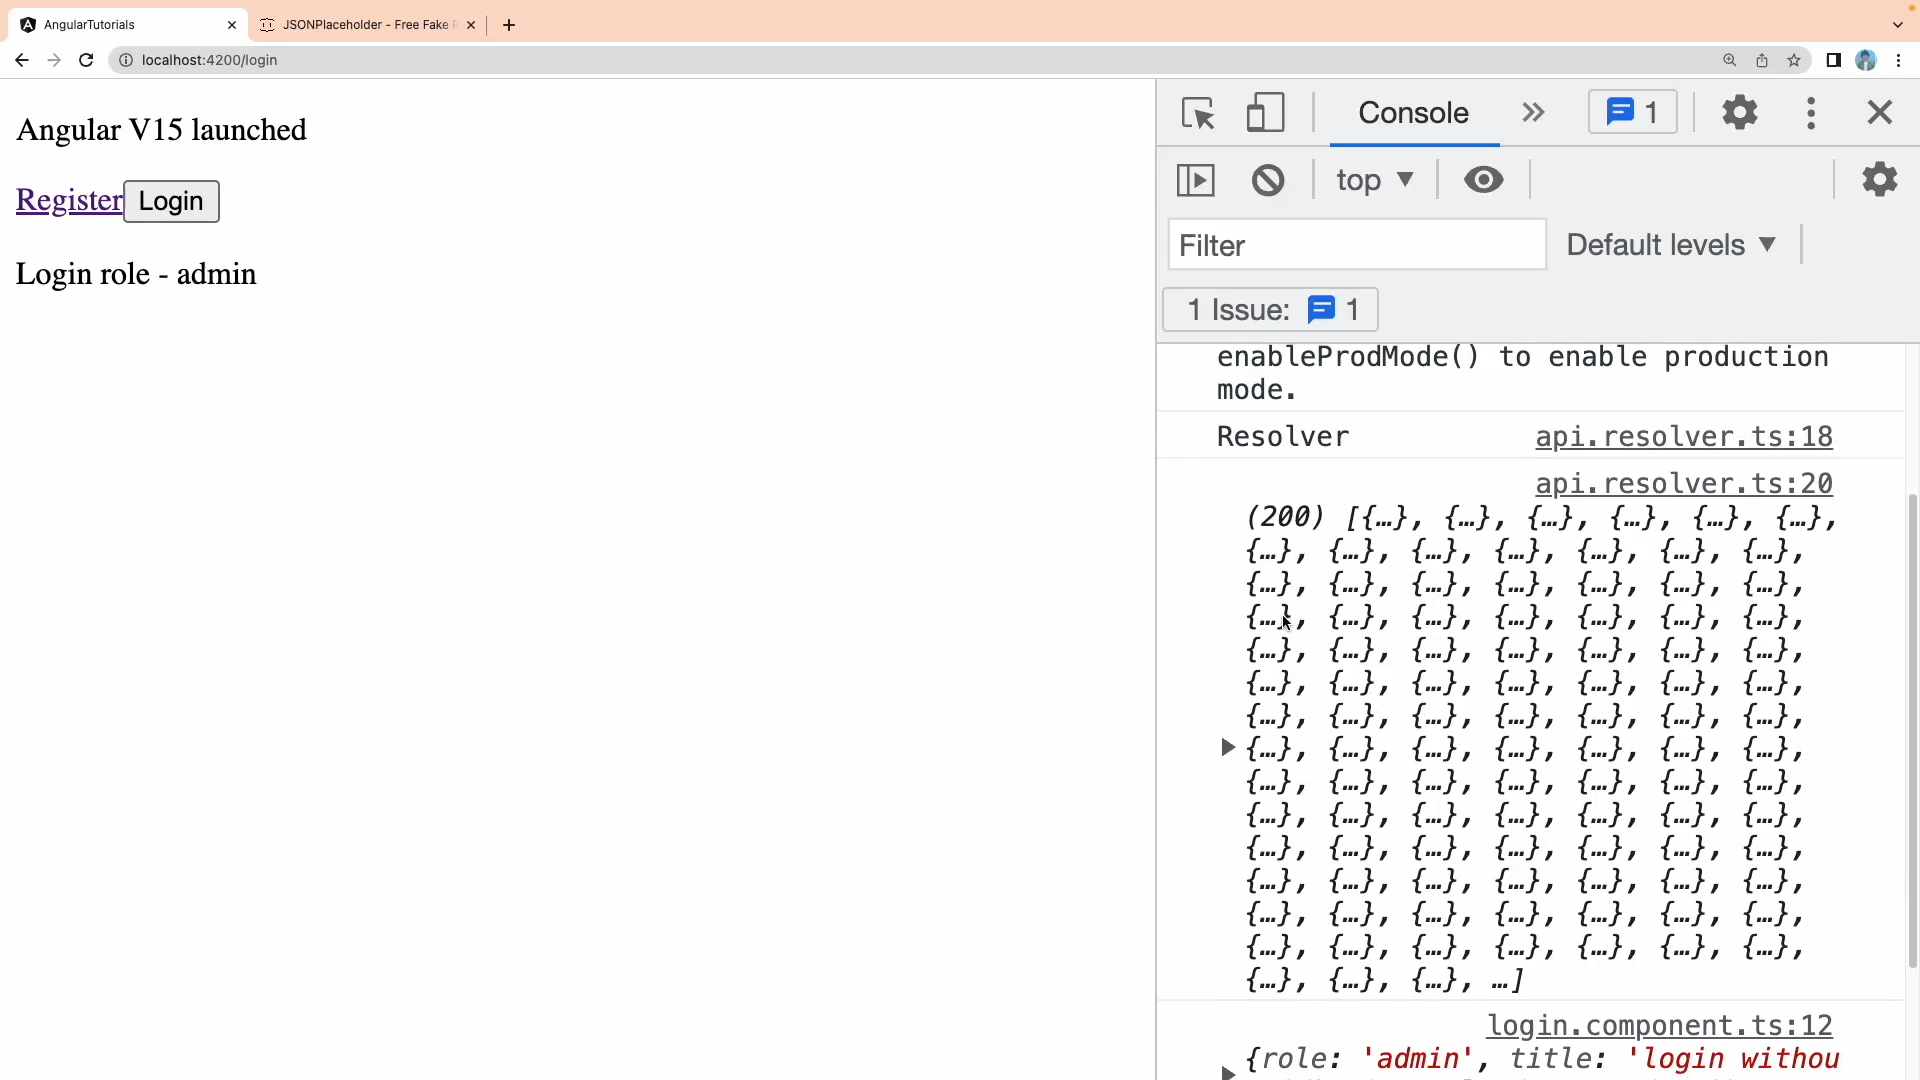 AngularTutorials
JSONPlaceholder - Free Fake
localhost:4200/login
Angular V15 launched
Register Login
Login role - admin
Console
1
top
Filter
Default levels
1 Issue: 1
enableProdMode() to enable production
mode.
Resolver api.resolver.ts:18
api.resolver.ts:20
(200) [{…}, {…}, {…}, {…}, {…}, {…},
{…}, {…}, {…}, {…}, {…}, {…}, {…},
{…}, {…}, {…}, {…}, {…}, {…}, {…},
{…}, {…}, {…}, {…}, {…}, {…}, {…},
{…}, {…}, {…}, {…}, {…}, {…}, {…},
{…}, {…}, {…}, {…}, {…}, {…}, {…},
{…}, {…}, {…}, {…}, {…}, {…}, {…},
{…}, {…}, {…}, {…}, {…}, {…}, {…},
{…}, {…}, {…}, {…}, {…}, {…}, {…},
{…}, {…}, {…}, {…}, {…}, {…}, {…},
{…}, {…}, {…}, {…}, {…}, {…}, {…},
{…}, {…}, {…}, {…}, {…}, {…}, {…},
{…}, {…}, {…}, {…}, {…}, {…}, {…},
{…}, {…}, {…}, {…}, {…}, {…}, {…},
{…}, {…}, {…}, …]
login.component.ts:12
{role: 'admin', title: 'login withou